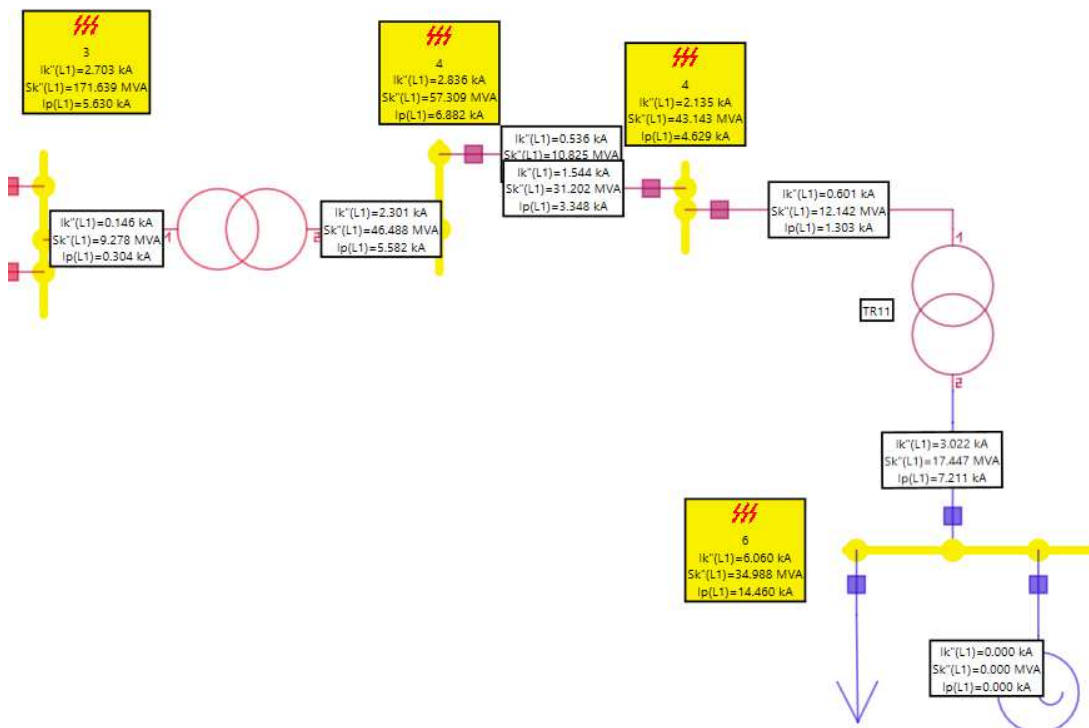 3
Ik"(L1)=2.703 kA
Sk"(L1)=171.639 MVA
Ip(L1)=5.630 kA
4
Ik"(L1)=2.836 kA
Sk"(L1)=57.309 MVA
Ip(L1)=6.882 kA
4
Ik"(L1)=2.135 kA
Sk"(L1)=43.143 MVA
Ip(L1)=4.629 kA
Ik"(L1)=0.536 kA
Sk"(L1)=10.825 MVA
Ik"(L1)=1.544 kA
Sk"(L1)=31.202 MVA
Ip(L1)=3.348 kA
Ik"(L1)=0.601 kA
Sk"(L1)=12.142 MVA
Ip(L1)=1.303 kA
Ik"(L1)=0.146 kA
Sk"(L1)=9.278 MVA
Ip(L1)=0.304 kA
1
2
Ik"(L1)=2.301 kA
Sk"(L1)=46.488 MVA
Ip(L1)=5.582 kA
1
TR11
2
Ik"(L1)=3.022 kA
Sk"(L1)=17.447 MVA
Ip(L1)=7.211 kA
6
Ik"(L1)=6.060 kA
Sk"(L1)=34.988 MVA
Ip(L1)=14.460 kA
Ik"(L1)=0.000 kA
Sk"(L1)=0.000 MVA
Ip(L1)=0.000 kA